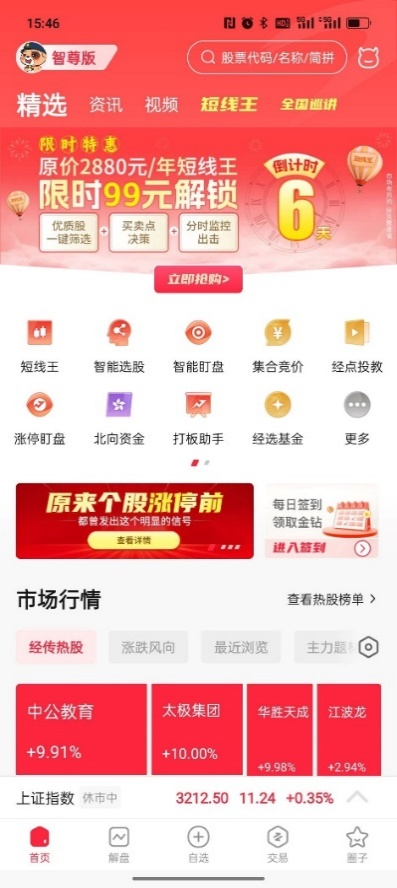 15:46
智尊版
股票代码/名称/简拼
精选
资讯
视频
短线王
全国巡讲
限时特惠
原价2880元/年短线王
限时99元解锁
优质股
一键筛选
+
买卖点
决策
+
分时监控
出击
倒计时
6天
短线王
立即抢购>
短线王
智能选股
智能盯盘
集合竞价
经点投教
涨停盯盘
北向资金
打板助手
经选基金
更多
原来个股涨停前
都曾发出这个明显的信号
查看详情
每日签到
领取金钻
进入签到
市场行情
查看热股榜单
经传热股
涨跌风向
最近浏览
主力题
中公教育
+9.91%
太极集团
+10.00%
华胜天成
+9.98%
江波龙
+2.94%
上证指数
休市中
3212.50
11.24
+0.35%
首页
解盘
自选
交易
圈子